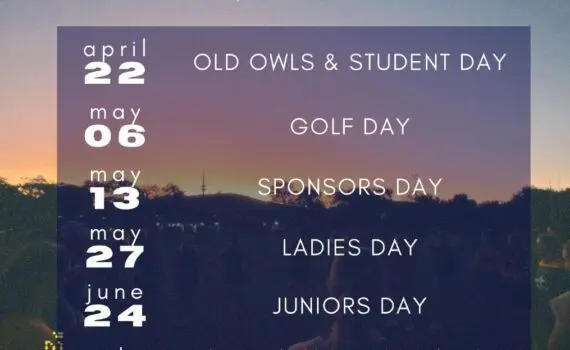 april
22
OLD OWLS & STUDENT DAY
may
06
GOLF DAY
may
13
SPONSORS DAY
may
27
LADIES DAY
june
24
JUNIORS DAY